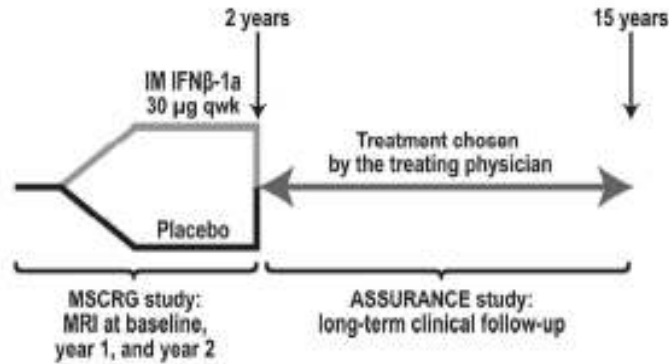 2 years
15 years
IM IFNβ-1a
30 µg qwk
Treatment chosen
by the treating physician
Placebo
MSCRG study:
MRI at baseline,
year 1, and year 2
ASSURANCE study:
long-term clinical follow-up